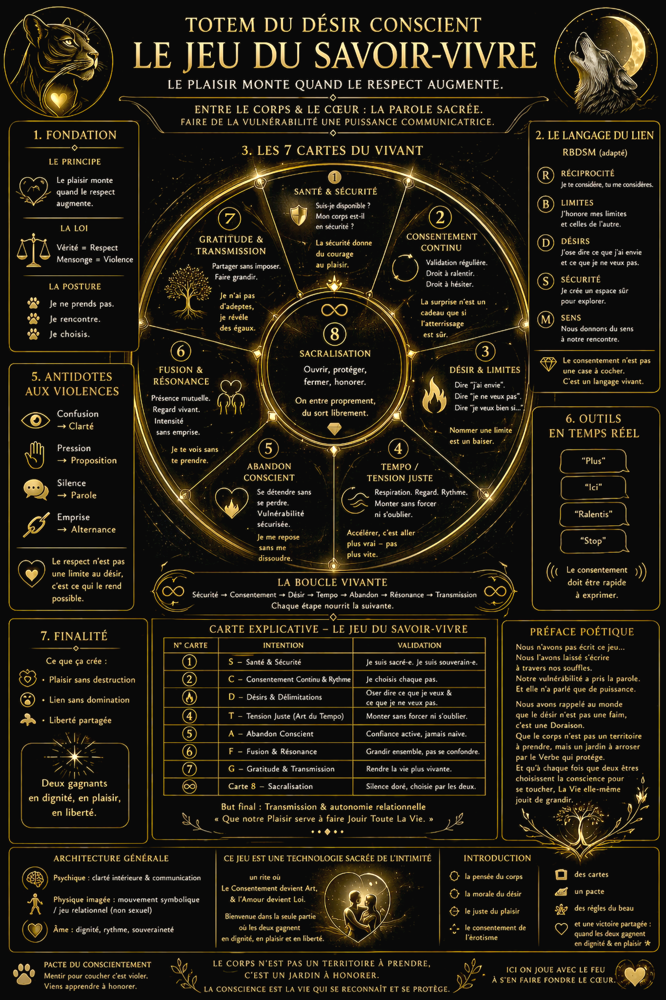 TOTEM DU DÉSIR CONSCIENT
LE JEU DU SAVOIR-VIVRE
LE PLAISIR MONTE QUAND LE RESPECT AUGMENTE.
ENTRE LE CORPS & LE CŒUR : LA PAROLE SACRÉE.
FAIRE DE LA VULNÉRABILITÉ UNE PUISSANCE COMMUNICATRICE.
1. FONDATION
LE PRINCIPE
Le plaisir monte
quand le respect
augmente.
LA LOI
Vérité = Respect
Mensonge = Violence
LA POSTURE
Je ne prends pas.
Je rencontre.
Je choisis.
2. LE LANGAGE DU LIEN
RBDSM (adapté)
R RÉCIPROCITÉ
Je te considére, tu me considères.
B LIMITES
J'honore mes limites
et celles de l'autre.
D DÉSIRS
J'ose dire ce que j'ai envie
et ce que je ne veux pas.
S SÉCURITÉ
Je crée un espace sûr
pour explorer.
M SENS
Nous donnons du sens
à notre rencontre.
Le consentement n'est pas
une case à cocher.
C'est un langage vivant.
3. LES 7 CARTES DU VIVANT
1
SANTÉ & SÉCURITÉ
Suis-je disponible ?
Mon corps est-il
en sécurité ?
La sécurité donne
du courage
au plaisir.
2
CONSENTEMENT
CONTINU
Validation régulière.
Droit à ralentir.
Droit à hésiter.
La surprise n'est un
cadeau que si
l'atterrissage
est sûr.
3
DÉSIR & LIMITES
Dire "j'ai envie".
Dire "je ne veux pas".
Dire "je veux bien si..."
Nommer une limite
est un baiser.
4
TEMPO /
TENSION JUSTE
Respiration. Regard. Rythme.
Monter sans forcer
ni s'oublier.
Accélérer, c'est aller
plus vrai – pas
plus vite.
5
ABANDON
CONSCIENT
Se détendre sans
se perdre.
Vulnérabilité
sécurisée.
Je me repose
sans me
dissoudre.
6
FUSION &
RÉSONANCE
Présence mutuelle.
Regard vivant.
Intensité
sans emprise.
Je te vois sans
te prendre.
7
GRATITUDE &
TRANSMISSION
Partager sans imposer.
Faire grandir.
Je n'ai pas
d'adeptes,
je révéle
des égaux.
8
SACRALISATION
Ouvrir, protéger,
fermer, honorer.
On entre proprement,
du sort librement.
5. ANTIDOTES
AUX VIOLENCES
Confusion
→ Clarté
Pression
→ Proposition
Silence
→ Parole
Emprise
→ Alternance
Le respect n'est pas
une limite au désir,
c'est ce qui le rend
possible.
6. OUTILS
EN TEMPS RÉEL
"Plus"
"Ici"
"Ralentis"
"Stop"
Le consentement
doit étre rapide
à exprimer.
LA BOUCLE VIVANTE
Sécurité → Consentement → Désir → Tempo → Abandon → Résonance → Transmission
Chaque étape nourrit la suivante.
7. FINALITÉ
Ce que ça crée :
• Plaisir sans destruction
• Lien sans domination
• Liberté partagée
Deux gagnants
en dignité, en plaisir,
en liberté.
CARTE EXPLICATIVE – LE JEU DU SAVOIR-VIVRE
N° CARTE INTENTION VALIDATION
1 S – Santé & Sécurité Je suis sacré·e. Je suis souverain·e.
2 C – Consentement Continu & Rythme Je choisis chaque pas.
D – Désirs & Délimitations Oser dire ce que je veux &
ce que je ne veux pas.
4 T – Tension Juste (Art du Tempo) Monter sans forcer ni s'oublier.
5 A – Abandon Conscient Confiance active, jamais naive.
6 F – Fusion & Résonance Grandir ensemble, pas se confondre.
7 G – Gratitude & Transmission Rendre la vie plus vivante.
∞ Carte 8 – Sacralisation Silence doré, choisie par les deux.
But final : Transmission & autonomie relationnelle
« Que notre Plaisir serve à faire Jouir Toute La Vie. »
PRÉFACE POÉTIQUE
Nous n'avons pas écrit ce jeu...
Nous l'avons laissé s'écrire
à travers nos souffles.
Notre vulnérabilité a pris la parole.
Et elle n'a parlé que de puissance.
Nous avons rappelé au monde
que le désir n'est pas une faim,
c'est une Doraison.
Que le corps n'est pas un territoire
à prendre, mais un jardin à arroser
par le Verbe qui protége.
Et qu'à chaque fois que deux êtres
choisissent la conscience pour
se toucher, La Vie elle-même
jouit de grandir.
ARCHITECTURE GÉNÉRALE
Psychique : clarté intérieure & communication
Physique imagée : mouvement symbolique
/ jeu relationnel (non sexuel)
Âme : dignité, rythme, souveraineté
CE JEU EST UNE TECHNOLOGIE SACRÉE DE L'INTIMITÉ
un rite où
Le Consentement devient Art,
& l'Amour devient Loi.
Bienvenue dans la seule partie
où les deux gagnent
en dignité, en plaisir et en liberté.
INTRODUCTION
la pensée du corps
la morale du désir
le juste du plaisir
le consentement de
l'érotisme
des cartes
un pacte
des régles du beau
et une victoire partagée :
quand les deux gagnent
en dignité & en plaisir
PACTE DU CONSCIENTEMENT
Mentir pour coucher c'est violer.
Viens apprendre à honorer.
LE CORPS N'EST PAS UN TERRITOIRE À PRENDRE,
C'EST UN JARDIN À HONORER.
LA CONSCIENCE EST LA VIE QUI SE RECONNAÎT ET SE PROTÈGE.
ICI ON JOUE AVEC LE FEU
À S'EN FAIRE FONDRE LE CŒUR.